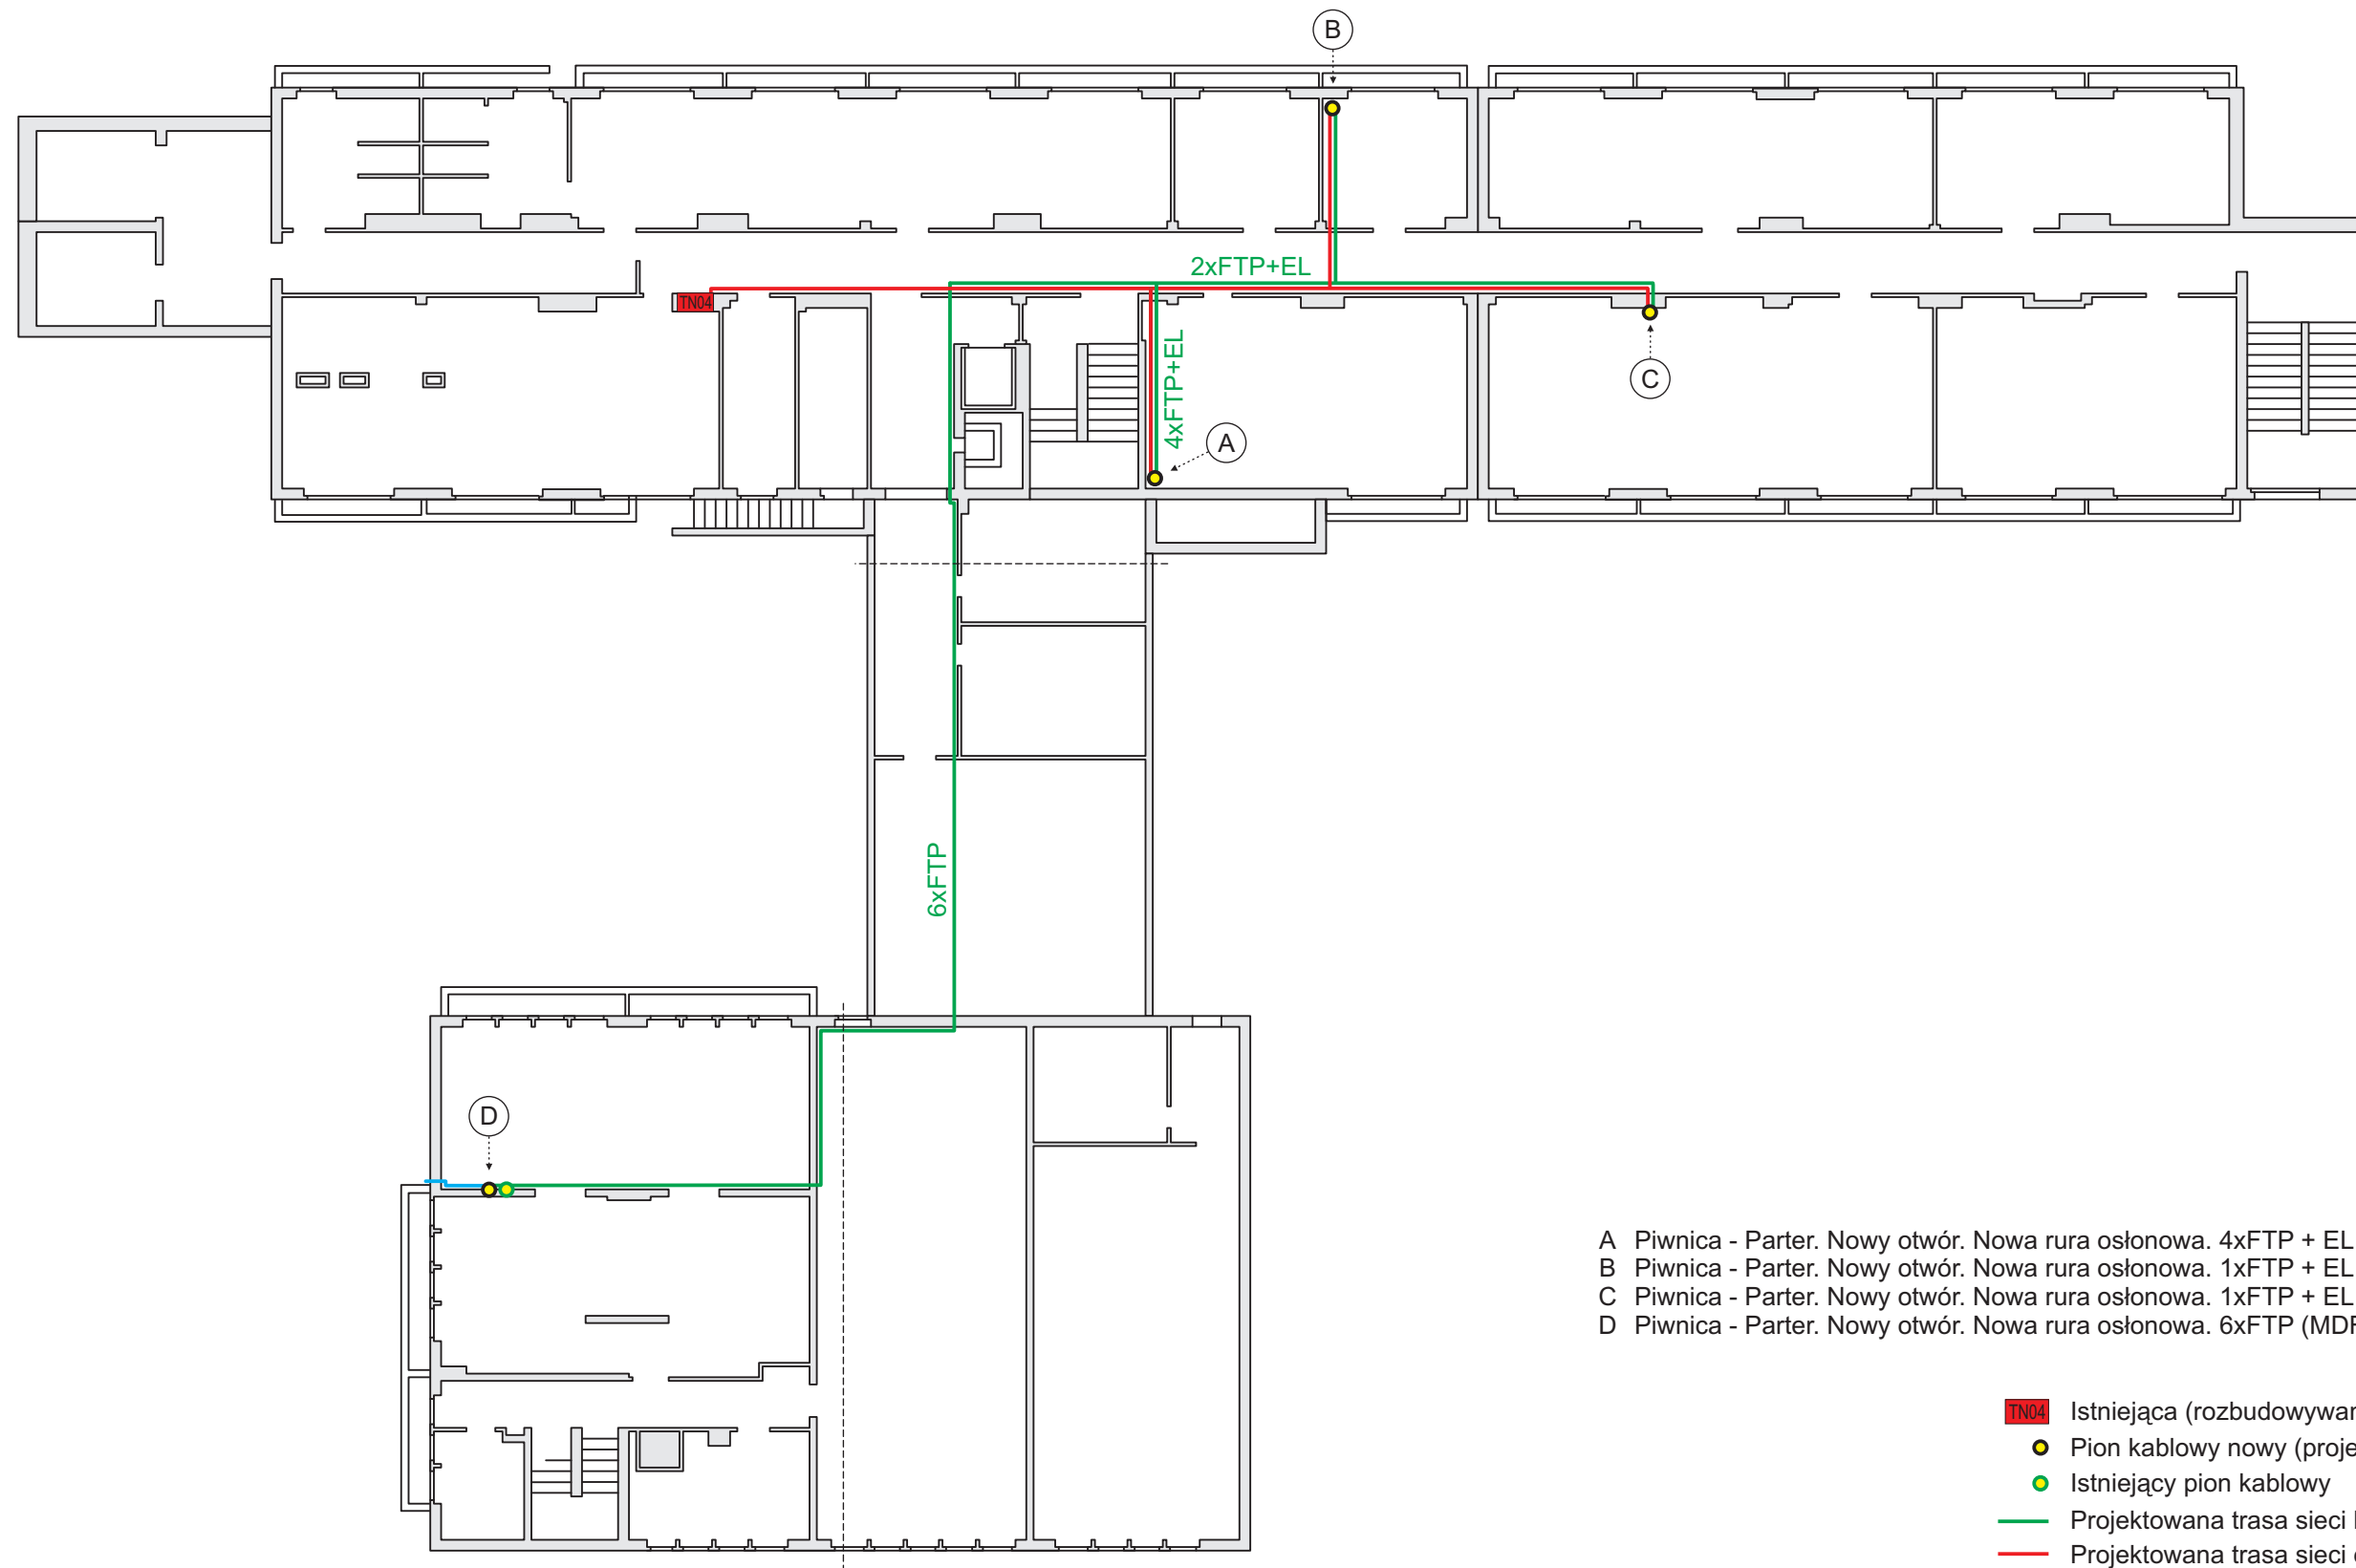 B
2xFTP+EL
TN04
4xFTP+EL
C
A
6xFTP
D
A Piwnica - Parter. Nowy otwór. Nowa rura osłonowa. 4xFTP + EL
B Piwnica - Parter. Nowy otwór. Nowa rura osłonowa. 1xFTP + EL
C Piwnica - Parter. Nowy otwór. Nowa rura osłonowa. 1xFTP + EL
D Piwnica - Parter. Nowy otwór. Nowa rura osłonowa. 6xFTP
TN04 Istniejąca
Pion kablowy nowy
Istniejący pion kablowy
Projektowana trasa sieci
Projektowana trasa sieci